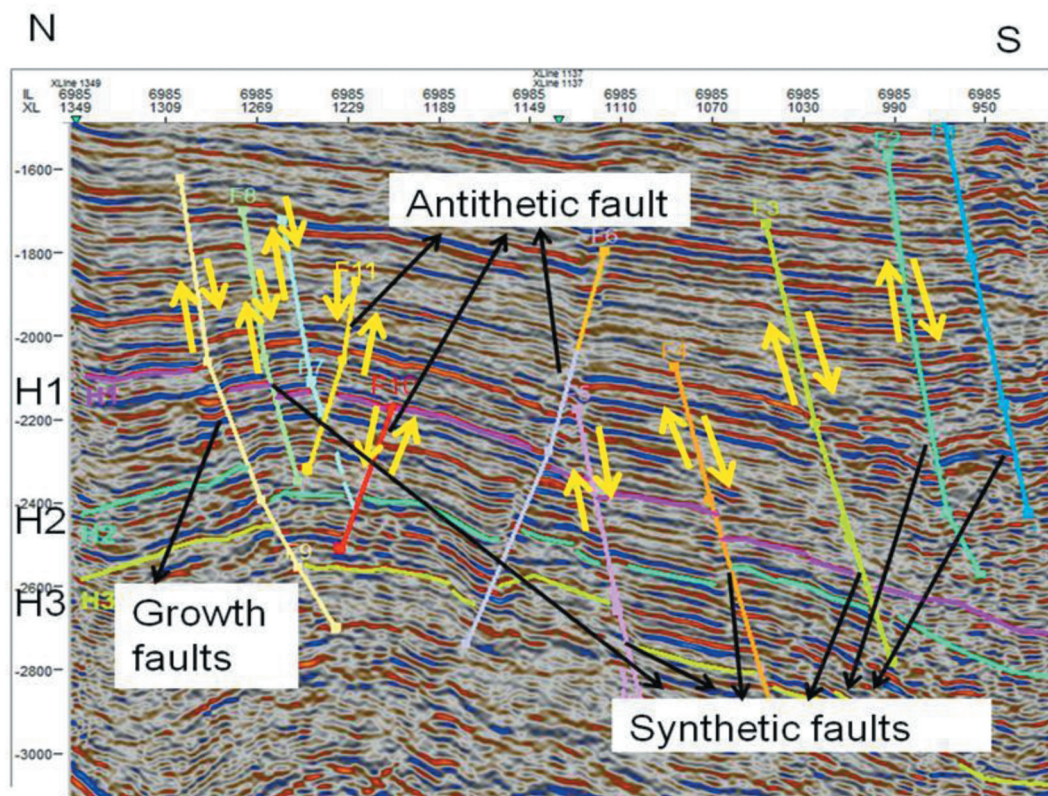 N
S
XLine 1349
XLine 1137
XLine 1137
IL 6985 6985 6985 6985 6985 6985 6985 6985 6985 6985 6985
XL 1349 1309 1269 1229 1189 1149 1110 1070 1030 990 950
-1600
F2
F8
Antithetic fault
F3
F6
-1800
F11
-2000
F4
H1
H1
F7
F10
-2200
-2400
H2
H2
F9
-2600
H3
H3
Growth
faults
-2800
Synthetic faults
-3000